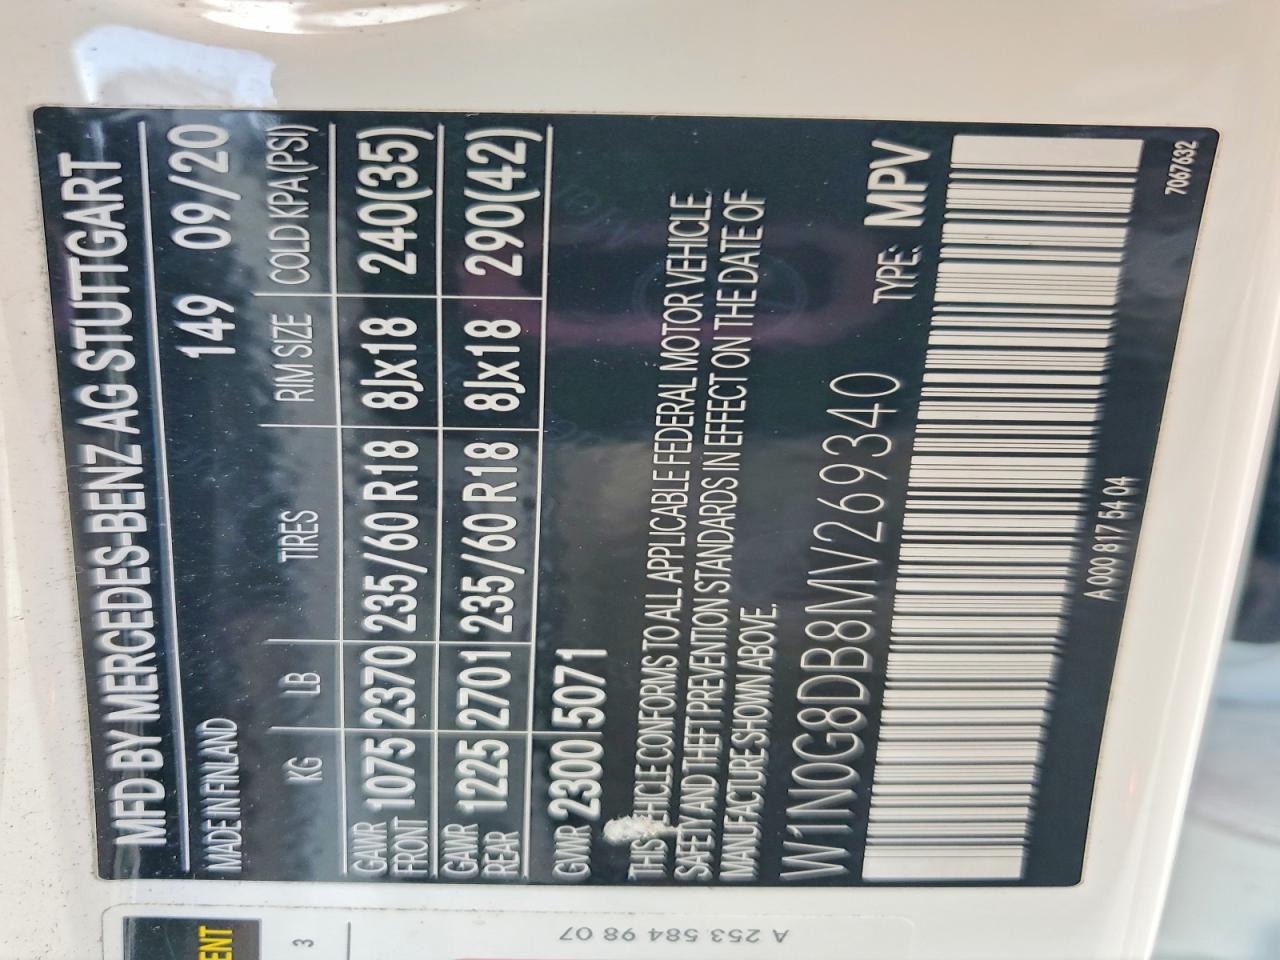 MFD BY MERCEDES-BENZ AG STUTTGART
MADE IN FINLAND 149 09/20
KG LB TIRES RIM SIZE COLD KPA(PSI)
GAWR FRONT 1075 2370 235/60 R18 8Jx18 240(35)
GAWR REAR 1225 2701 235/60 R18 8Jx18 290(42)
GVWR 2300 5071
THIS VEHICLE CONFORMS TO ALL APPLICABLE FEDERAL MOTOR VEHICLE
SAFETY AND THEFT PREVENTION STANDARDS IN EFFECT ON THE DATE OF
MANUFACTURE SHOWN ABOVE.
W1N0G8DB8MV269340 TYPE: MPV
A 000 817 54 04
7067632
3
A 253 584 98 07